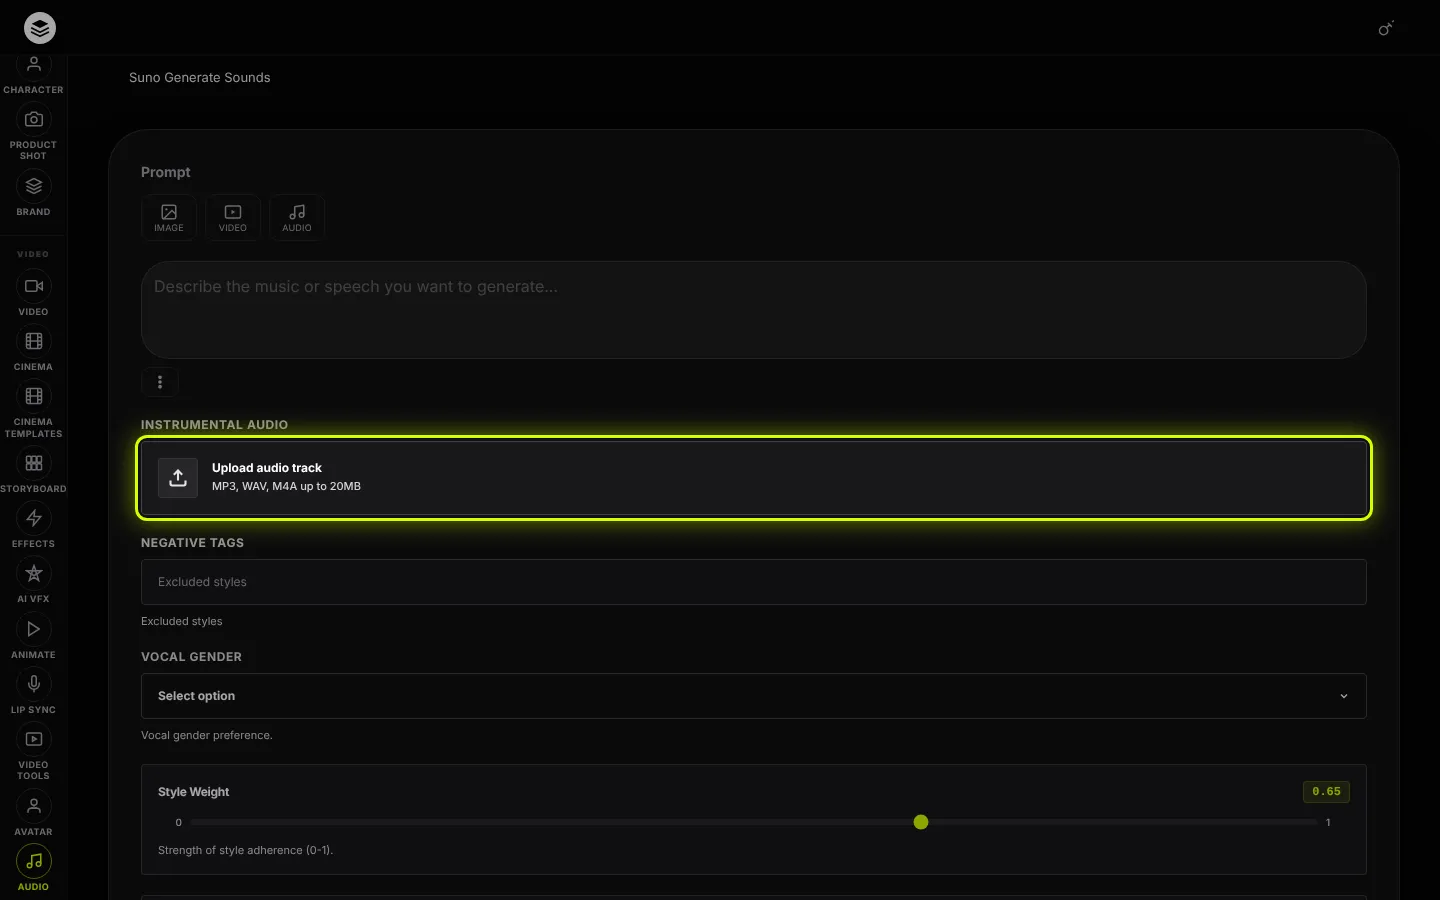 Suno Generate Sounds
CHARACTER
PRODUCT
SHOT
BRAND
VIDEO
VIDEO
CINEMA
CINEMA
TEMPLATES
STORYBOARD
EFFECTS
AI VFX
ANIMATE
LIP SYNC
VIDEO
TOOLS
AVATAR
AUDIO
Prompt
IMAGE VIDEO AUDIO
Describe the music or speech you want to generate...
INSTRUMENTAL AUDIO
Upload audio track
MP3, WAV, M4A up to 20MB
NEGATIVE TAGS
Excluded styles
Excluded styles
VOCAL GENDER
Select option
Vocal gender preference.
Style Weight 0.65
0 1
Strength of style adherence (0-1).